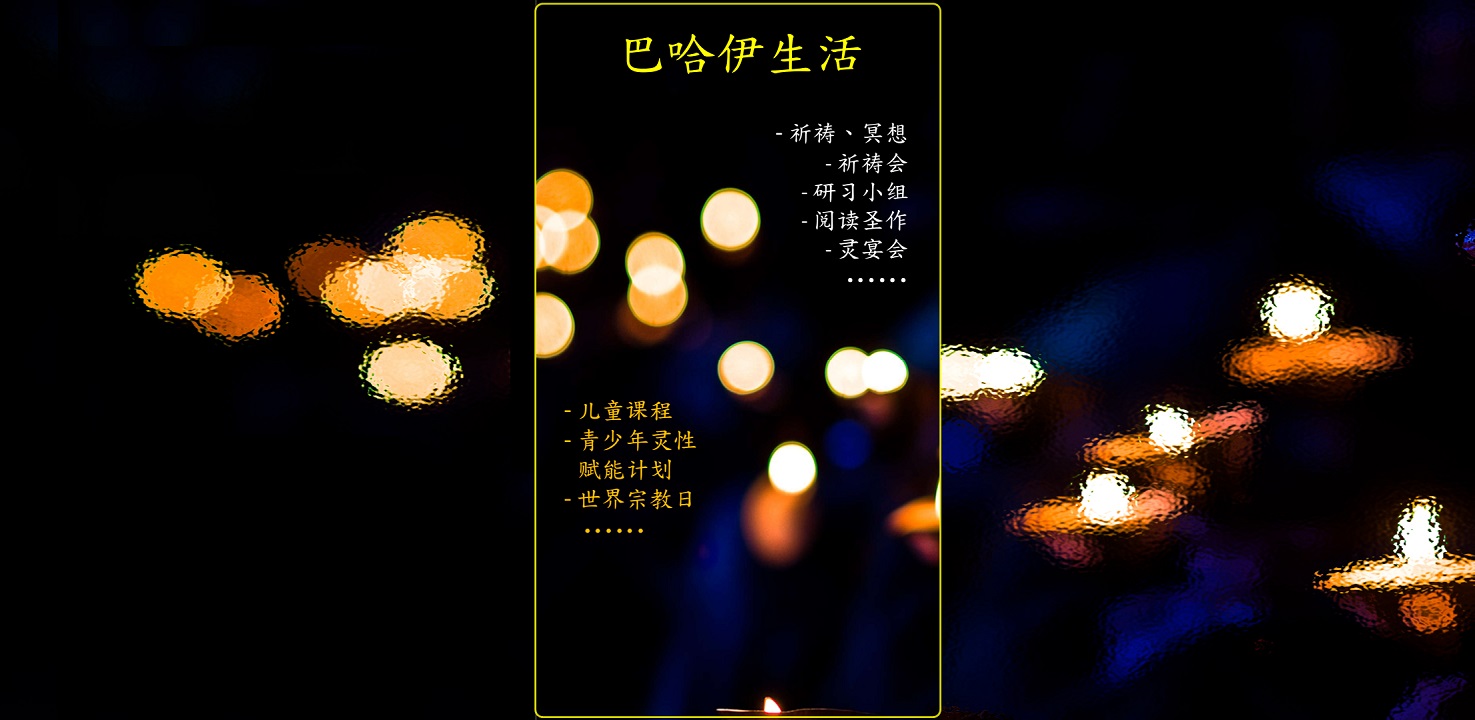 巴哈伊生活
- 祈祷、冥想
- 祈祷会
- 研习小组
- 阅读圣作
- 灵宴会
••••••
- 儿童课程
- 青少年灵性
赋能计划
- 世界宗教日
••••••